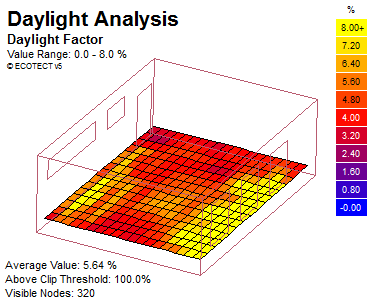 Daylight Analysis
Daylight Factor
Value Range: 0.0 - 8.0 %
© ECOTECT v5
%
8.00+
7.20
6.40
5.60
4.80
4.00
3.20
2.40
1.60
0.80
-0.00
Average Value: 5.64 %
Above Clip Threshold: 100.0%
Visible Nodes: 320